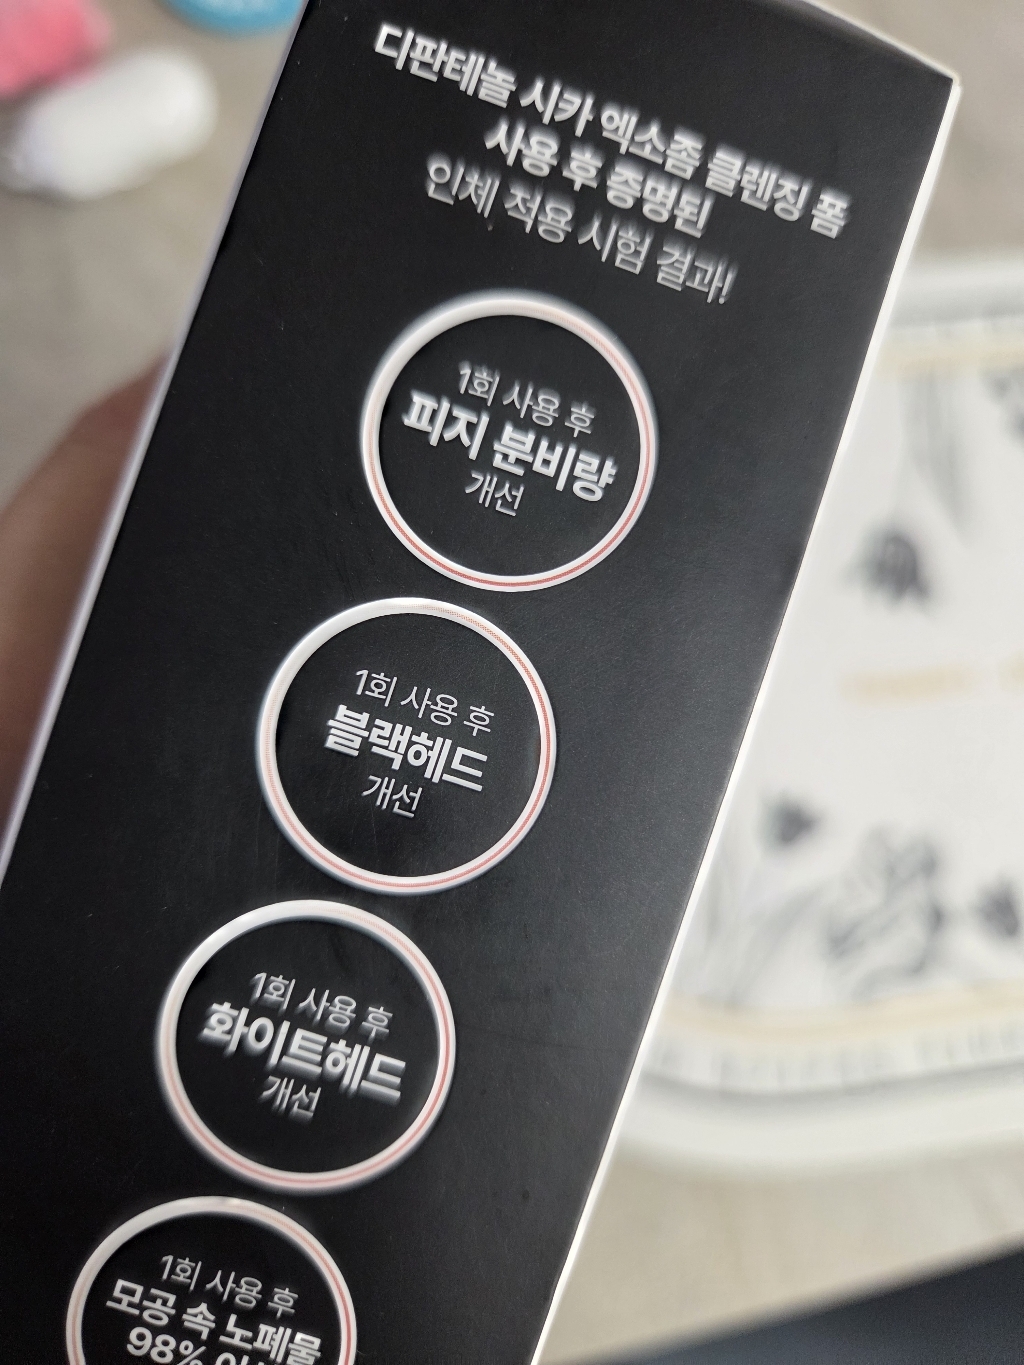 디판테놀 시카 엑소좀 클렌징 폼
사용 후 증명된
인체 적용 시험 결과!
1회 사용 후
피지 분비량
개선
1회 사용 후
블랙헤드
개선
1회 사용 후
화이트헤드
개선
1회 사용 후
모공 속 노폐물
98%